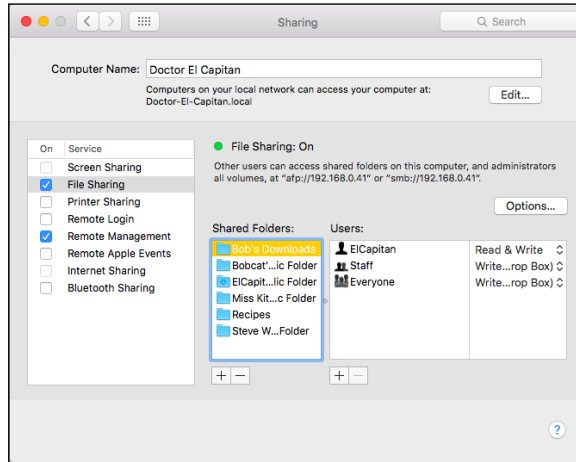 Sharing
Search
Computer Name: Doctor El Capitan
Computers on your local network can access your computer at:
Doctor-El-Capitan.local
Edit...
On Service
Screen Sharing
File Sharing
Printer Sharing
Remote Login
Remote Management
Remote Apple Events
Internet Sharing
Bluetooth Sharing
File Sharing: On
Other users can access shared folders on this computer, and administrators
all volumes, at “afp://192.168.0.41” or “smb://192.168.0.41”.
Options...
Shared Folders:
Bob's Downloads
Bobcat'...ic Folder
ElCapit...lic Folder
Miss Kit...c Folder
Recipes
Steve W...Folder
Users:
ElCapitan Read & Write
Staff Write...rop Box)
Everyone Write...rop Box)
+ −
+ −
?